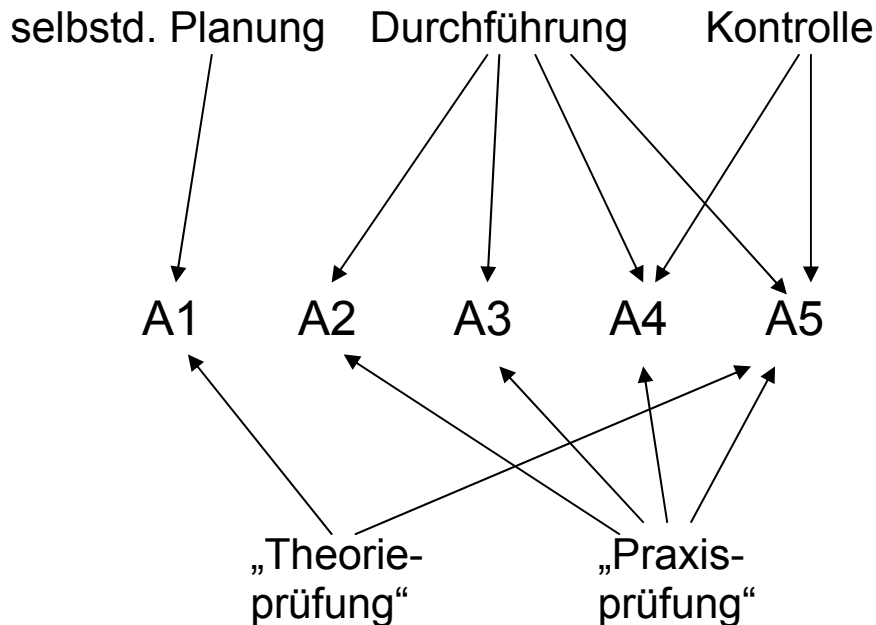 selbstd. Planung Durchführung Kontrolle
A1 A2 A3 A4 A5
„Theorie- „Praxis-
prüfung“ prüfung“